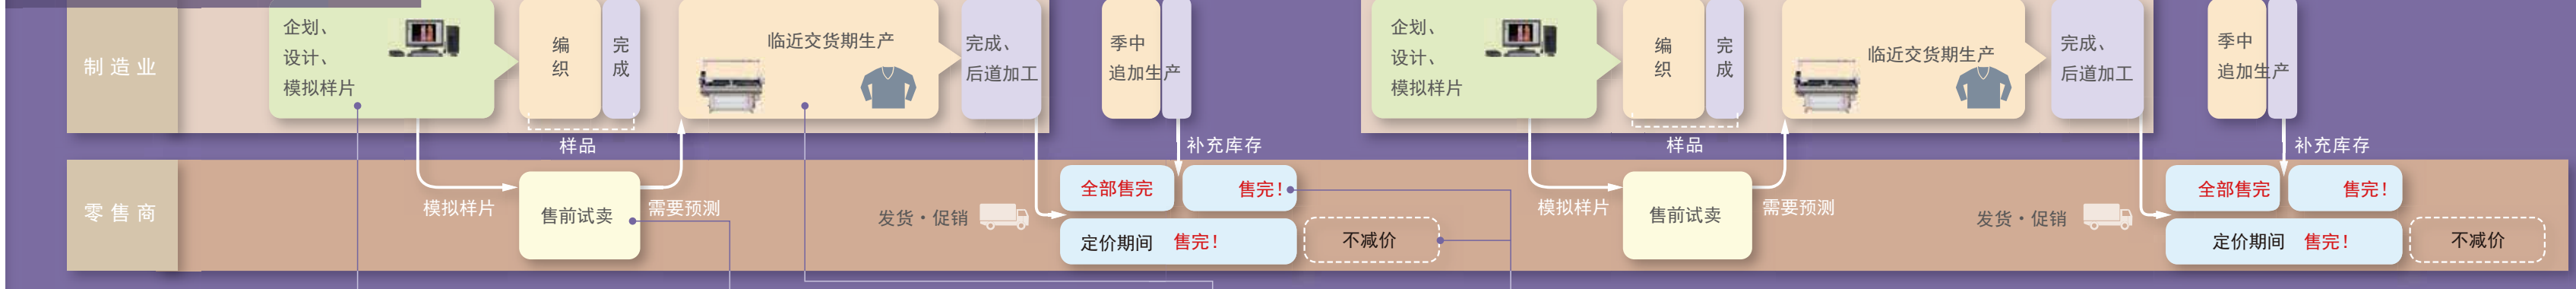 制造业
企划、
设计、
模拟样片
编织
完成
临近交货期生产
完成、
后道加工
季中
追加生产
企划、
设计、
模拟样片
编织
完成
临近交货期生产
完成、
后道加工
季中
追加生产
样品
补充库存
样品
补充库存
零售商
模拟样片
售前试卖
需要预测
发货·促销
全部售完
售完!
定价期间 售完!
不减价
模拟样片
售前试卖
需要预测
发货·促销
全部售完
售完!
定价期间 售完!
不减价